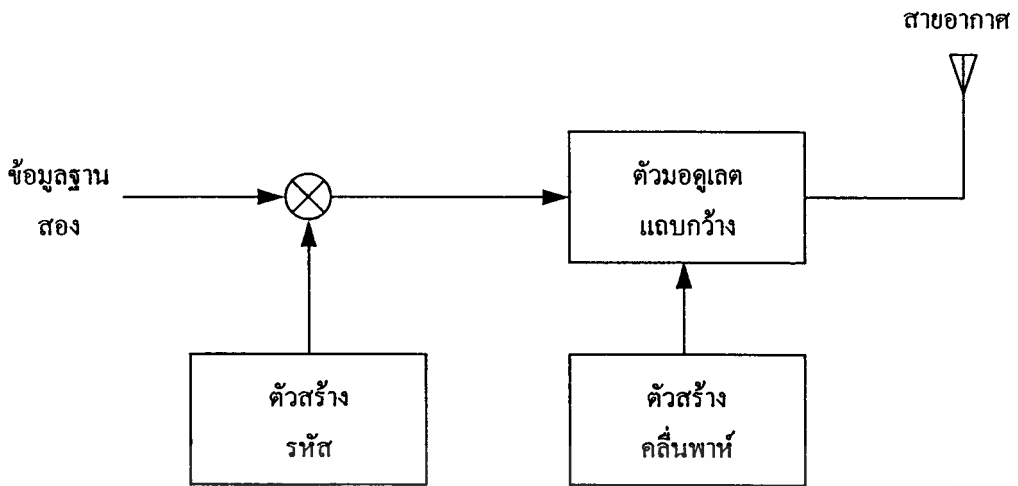 สายอากาศ
ข้อมูลฐาน
สอง
ตัวมอดูเลต
แถบกว้าง
ตัวสร้าง
รหัส
ตัวสร้าง
คลื่นพาห์